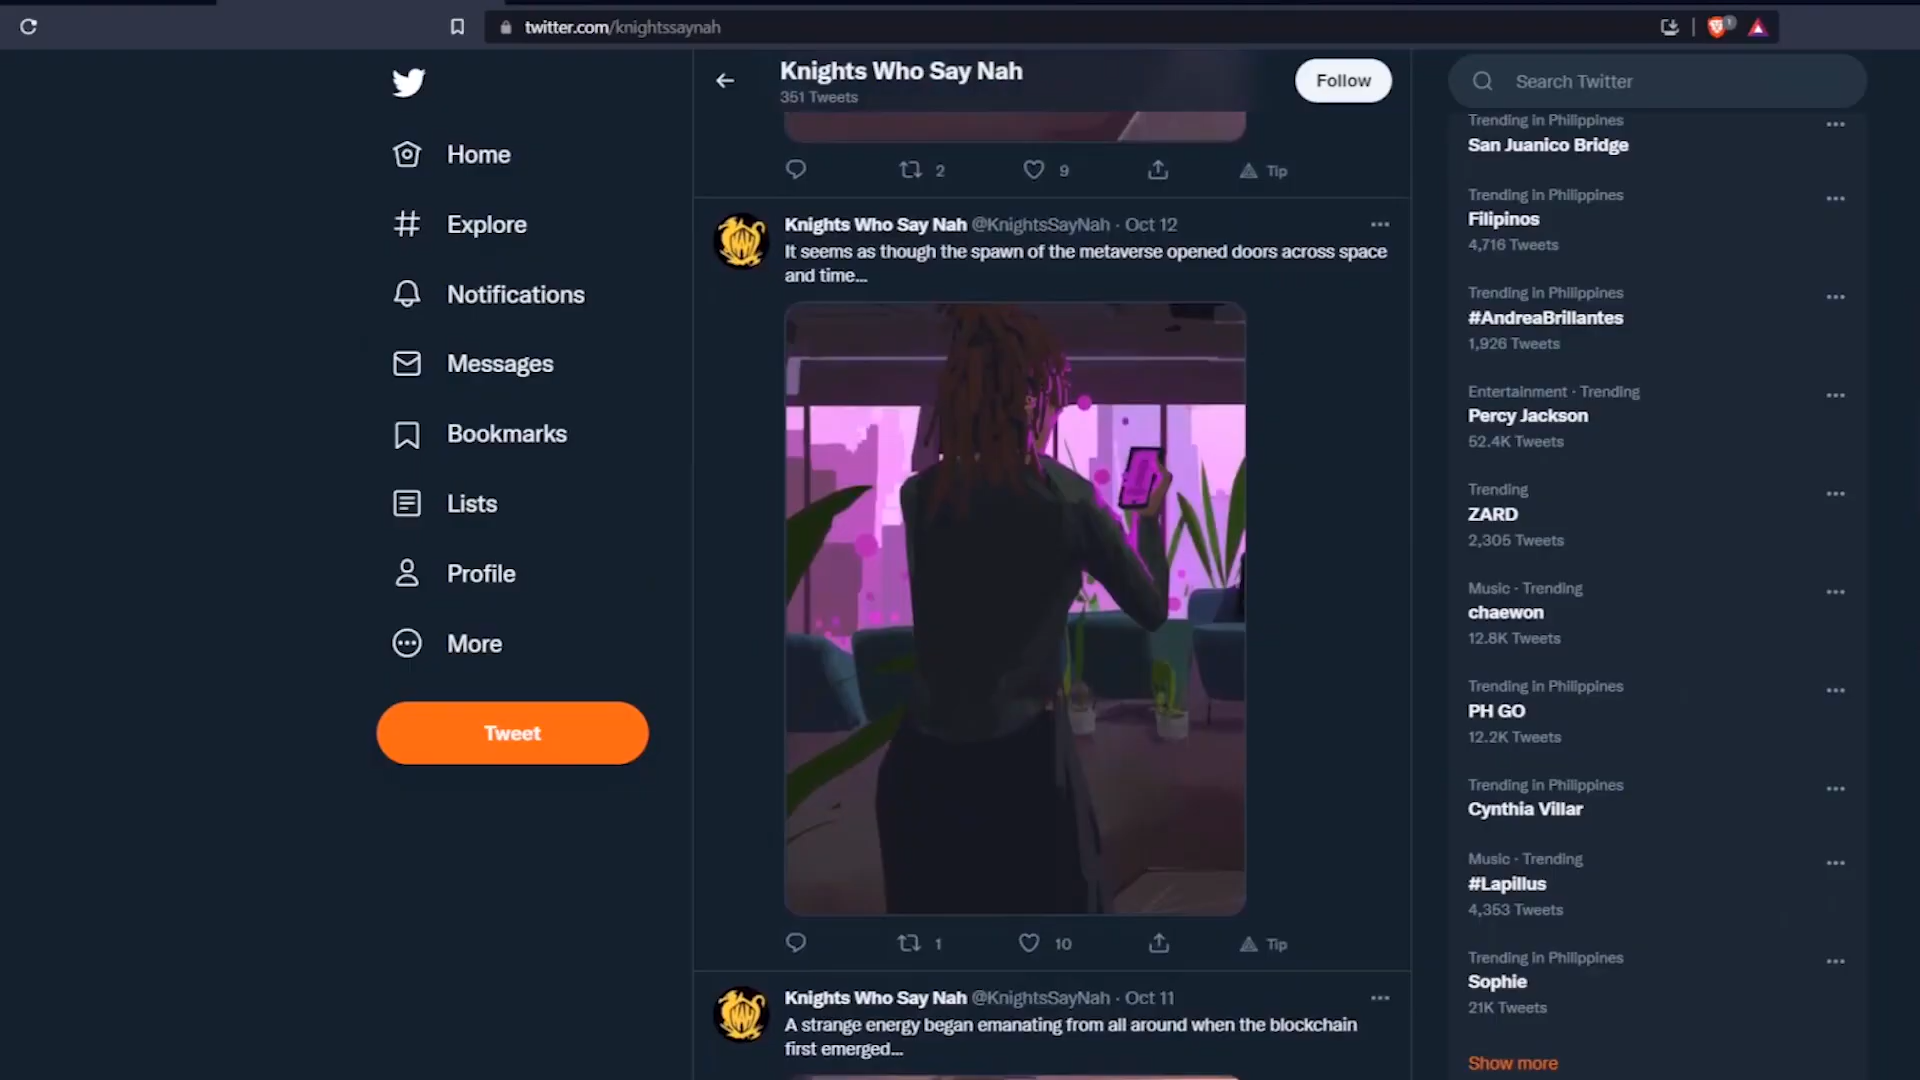 twitter.com/knightssaynah
1
Home
Explore
Notifications
Messages
Bookmarks
Lists
Profile
More
Tweet
Knights Who Say Nah
351 Tweets
Follow
2
9
Tip
NAH
Knights Who Say Nah @KnightsSayNah · Oct 12
It seems as though the spawn of the metaverse opened doors across space
and time...
1
10
Tip
NAH
Knights Who Say Nah @KnightsSayNah · Oct 11
A strange energy began emanating from all around when the blockchain
first emerged...
Search Twitter
Trending in Philippines
San Juanico Bridge
Trending in Philippines
Filipinos
4,716 Tweets
Trending in Philippines
#AndreaBrillantes
1,926 Tweets
Entertainment · Trending
Percy Jackson
52.4K Tweets
Trending
ZARD
2,305 Tweets
Music · Trending
chaewon
12.8K Tweets
Trending in Philippines
PH GO
12.2K Tweets
Trending in Philippines
Cynthia Villar
Music · Trending
#Lapillus
4,353 Tweets
Trending in Philippines
Sophie
21K Tweets
Show more